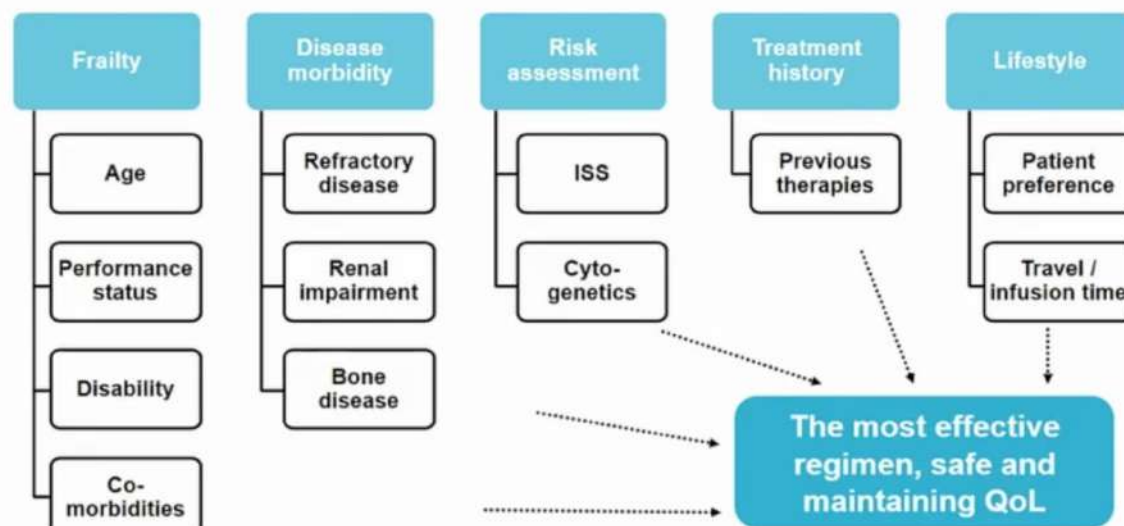 Frailty
Disease
morbidity
Risk
assessment
Treatment
history
Lifestyle
Age
Performance
status
Disability
Co-
morbidities
Refractory
disease
Renal
impairment
Bone
disease
ISS
Cyto-
genetics
Previous
therapies
Patient
preference
Travel /
infusion time
The most effective
regimen, safe and
maintaining QoL